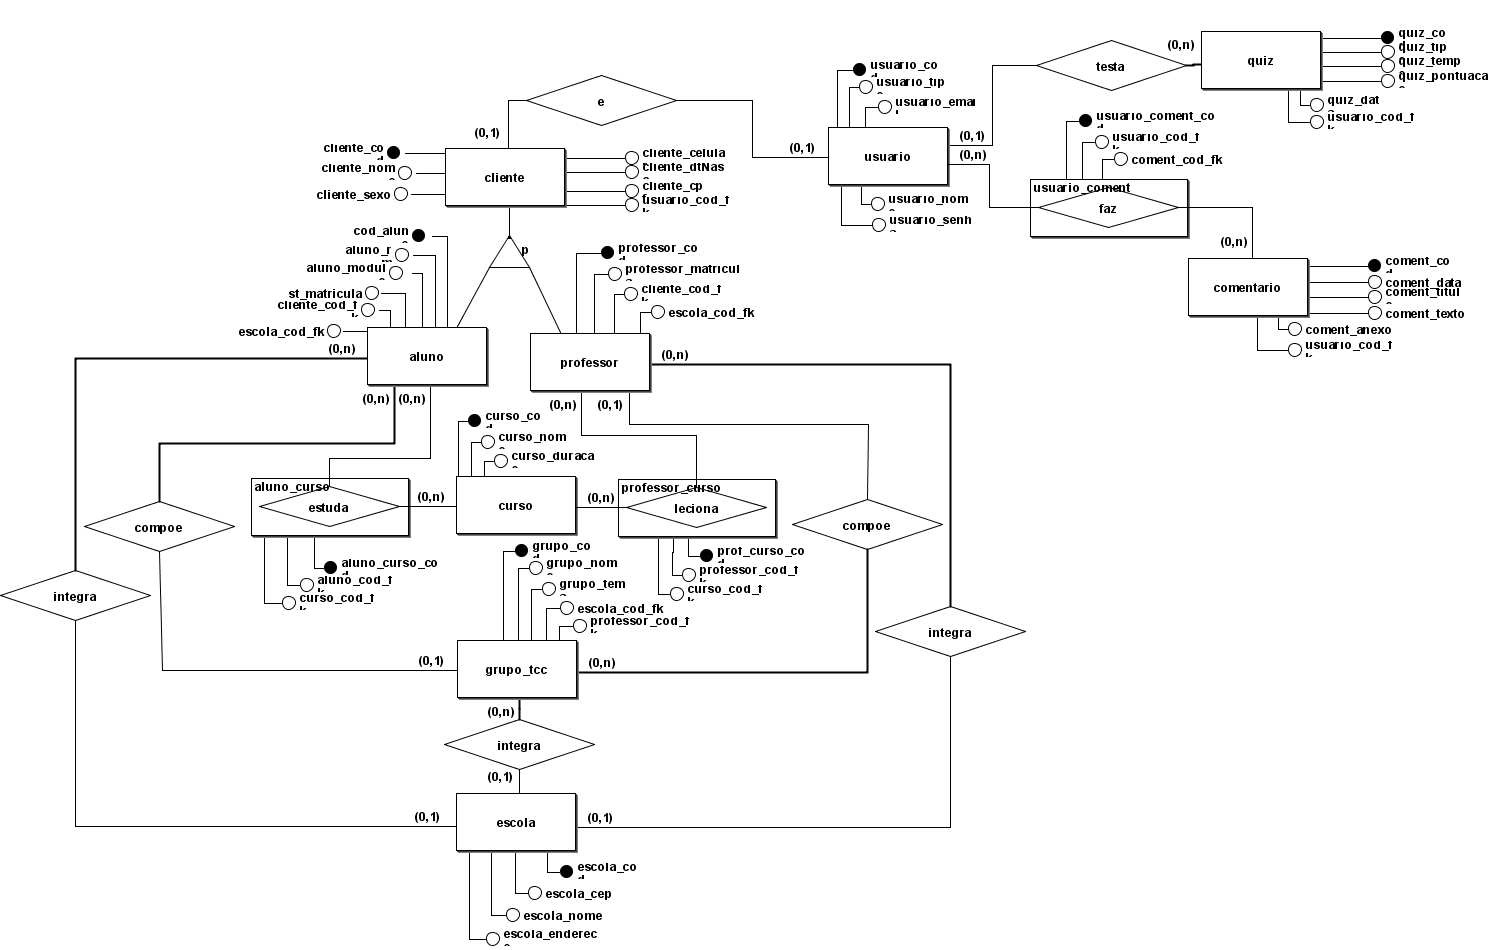 quiz_co
d
quiz_tip
quiz_temp
quiz_pontuaca
quiz
quiz_dat
usuario_cod_f
k
(0,n)
testa
usuario_co
d
usuario_tip
usuario_emai
l
usuario
(0,1)
(0,1)
(0,n)
usuario_nom
usuario_senh
usuario_coment_co
d
usuario_cod_f
k
coment_cod_fk
usuario_coment
faz
(0,n)
e
(0,1)
cliente_co
d
cliente_nom
cliente_sexo
cliente
cliente_celula
cliente_dtNas
cliente_cp
usuario_cod_f
k
coment_co
d
coment_data
coment_titul
coment_texto
comentario
coment_anexo
usuario_cod_f
k
p
cod_alun
aluno_modul
st_matricula
cliente_cod_f
k
escola_cod_fk
(0,n)
aluno
(0,n)
(0,n)
professor_co
d
professor_matricul
cliente_cod_f
k
escola_cod_fk
professor
(0,n)
(0,n)
(0,1)
curso_co
d
curso_nom
curso_duraca
curso
(0,n)
(0,n)
aluno_curso
estuda
aluno_curso_co
d
aluno_cod_f
k
curso_cod_f
k
professor_curso
leciona
prof_curso_co
d
professor_cod_f
k
curso_cod_f
k
compoe
compoe
integra
integra
grupo_co
d
grupo_nom
grupo_tem
escola_cod_fk
professor_cod_f
k
grupo_tcc
(0,1)
(0,n)
(0,n)
integra
(0,1)
(0,1)
escola
(0,1)
escola_co
d
escola_cep
escola_nome
escola_enderec